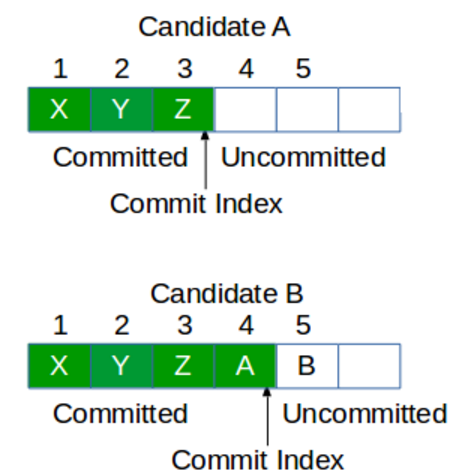 Candidate A
1 2 3 4 5
X Y Z
Committed Uncommitted
Commit Index
Candidate B
1 2 3 4 5
X Y Z A B
Committed Uncommitted
Commit Index